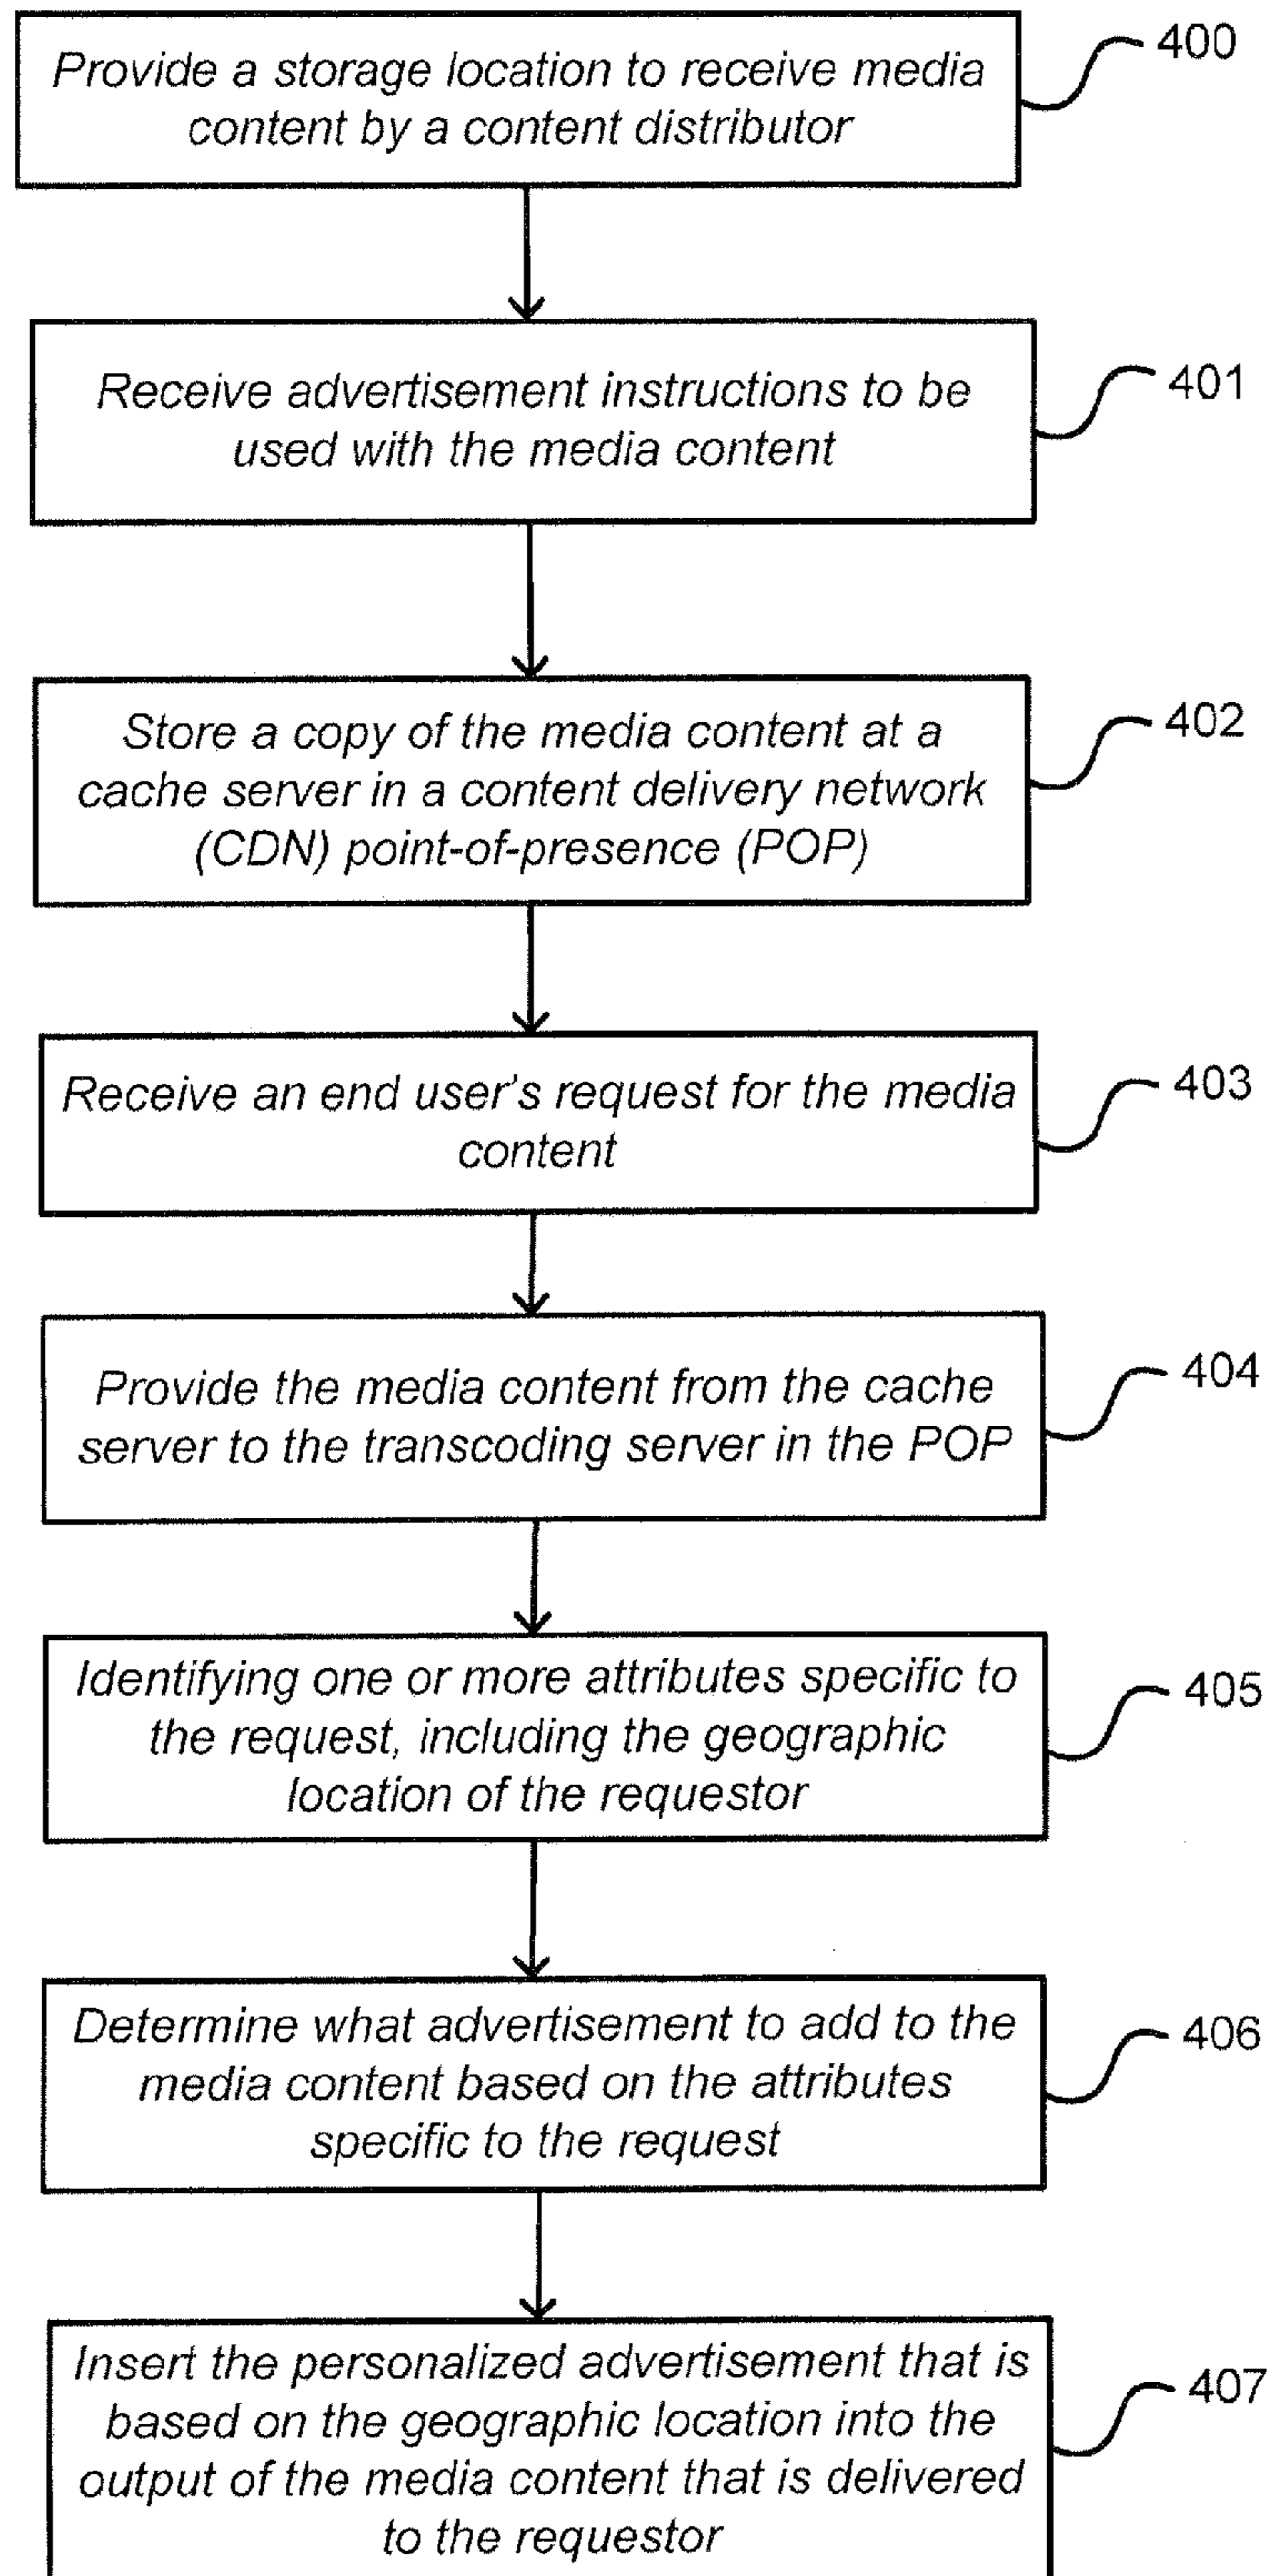 Provide a storage location to receive media
content by a content distributor
400
Receive advertisement instructions to be
used with the media content
401
Store a copy of the media content at a
cache server in a content delivery network
(CDN) point-of-presence (POP)
402
Receive an end user's request for the media
content
403
Provide the media content from the cache
server to the transcoding server in the POP
404
Identifying one or more attributes specific to
the request, including the geographic
location of the requestor
405
Determine what advertisement to add to the
media content based on the attributes
specific to the request
406
Insert the personalized advertisement that is
based on the geographic location into the
output of the media content that is delivered
to the requestor
407